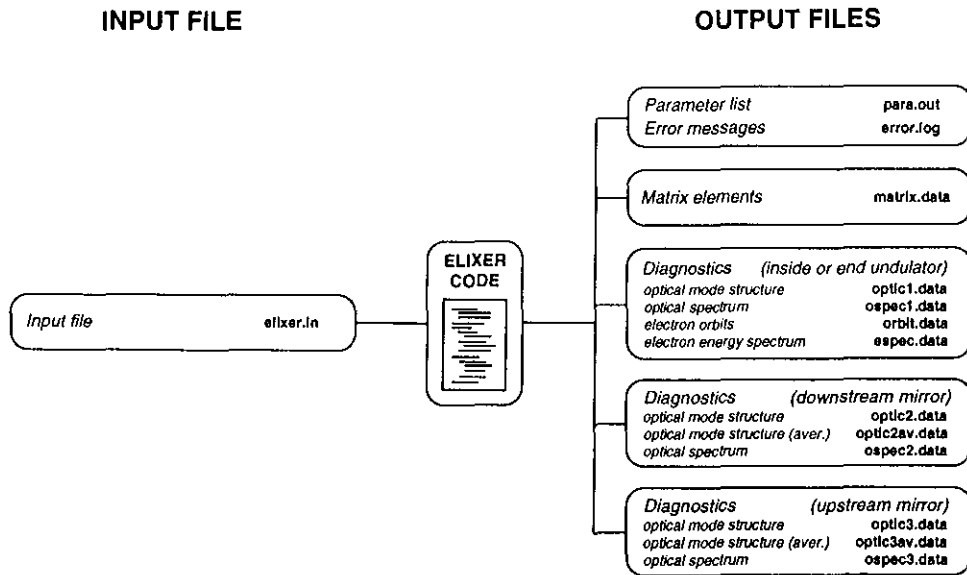 INPUT FILE
OUTPUT FILES
Parameter list para.out
Error messages error.log
Matrix elements matrix.data
ELIXER
CODE
Input file elixer.in
Diagnostics (inside or end undulator)
optical mode structure optic1.data
optical spectrum ospec1.data
electron orbits orbit.data
electron energy spectrum espec.data
Diagnostics (downstream mirror)
optical mode structure optic2.data
optical mode structure (aver.) optic2av.data
optical spectrum ospec2.data
Diagnostics (upstream mirror)
optical mode structure optic3.data
optical mode structure (aver.) optic3av.data
optical spectrum ospec3.data